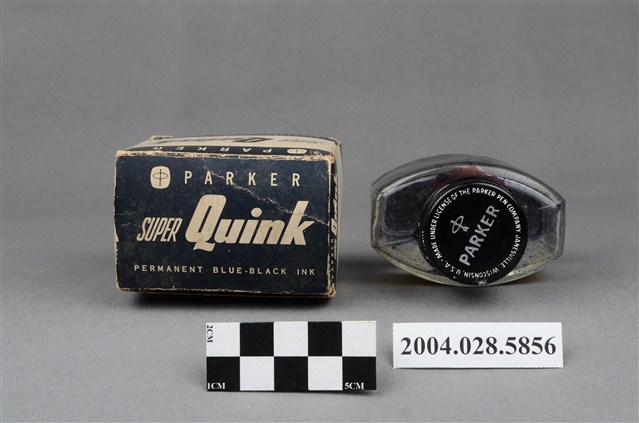 PARKER
PARKER
SUPER Quink
PERMANENT BLUE-BLACK INK
MADE UNDER LICENSE OF THE PARKER PEN COMPANY, JANESVILLE, WISCONSIN, U.S.A.
PARKER
2CM
1CM
5CM
2004.028.5856